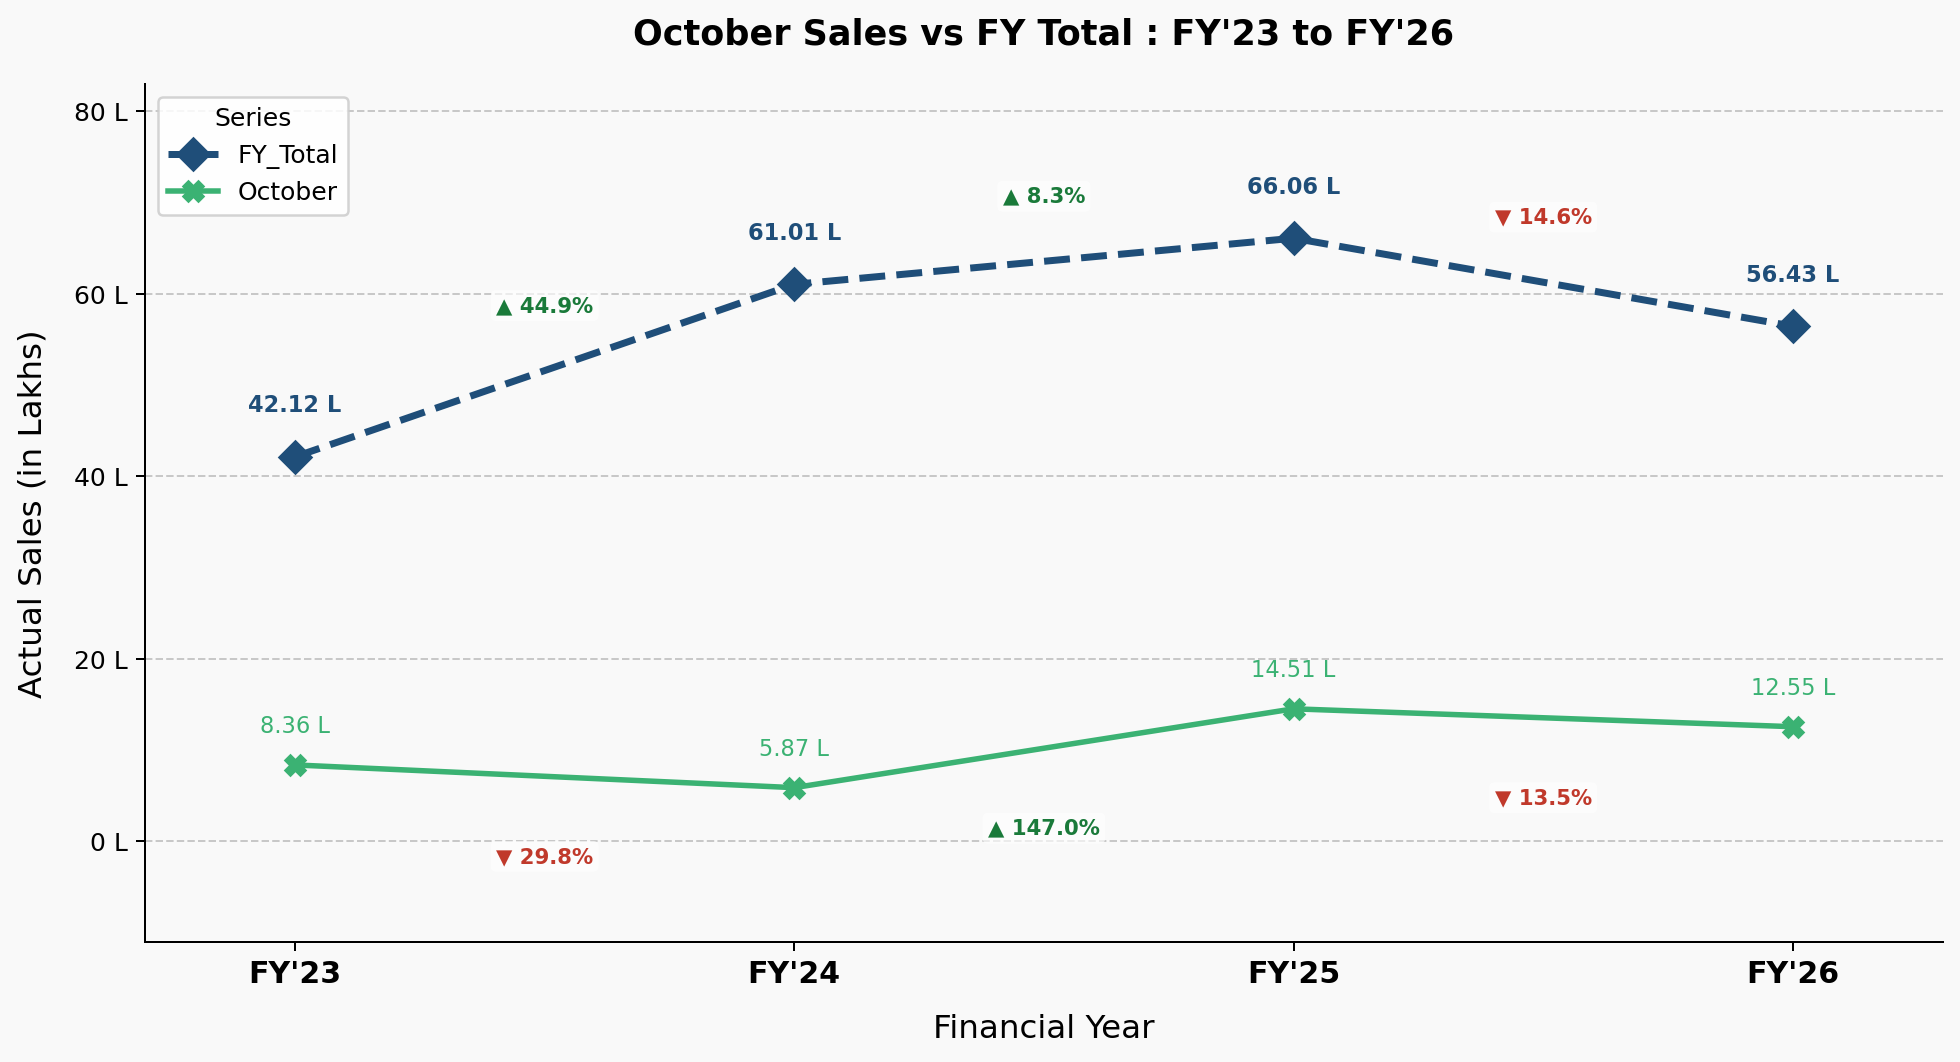 October Sales vs FY Total : FY'23 to FY'26
Series
FY_Total
October
Actual Sales (in Lakhs)
80 L
60 L
40 L
20 L
0 L
42.12 L
61.01 L
66.06 L
56.43 L
▲ 44.9%
▲ 8.3%
▼ 14.6%
8.36 L
5.87 L
14.51 L
12.55 L
▼ 29.8%
▲ 147.0%
▼ 13.5%
FY'23
FY'24
FY'25
FY'26
Financial Year